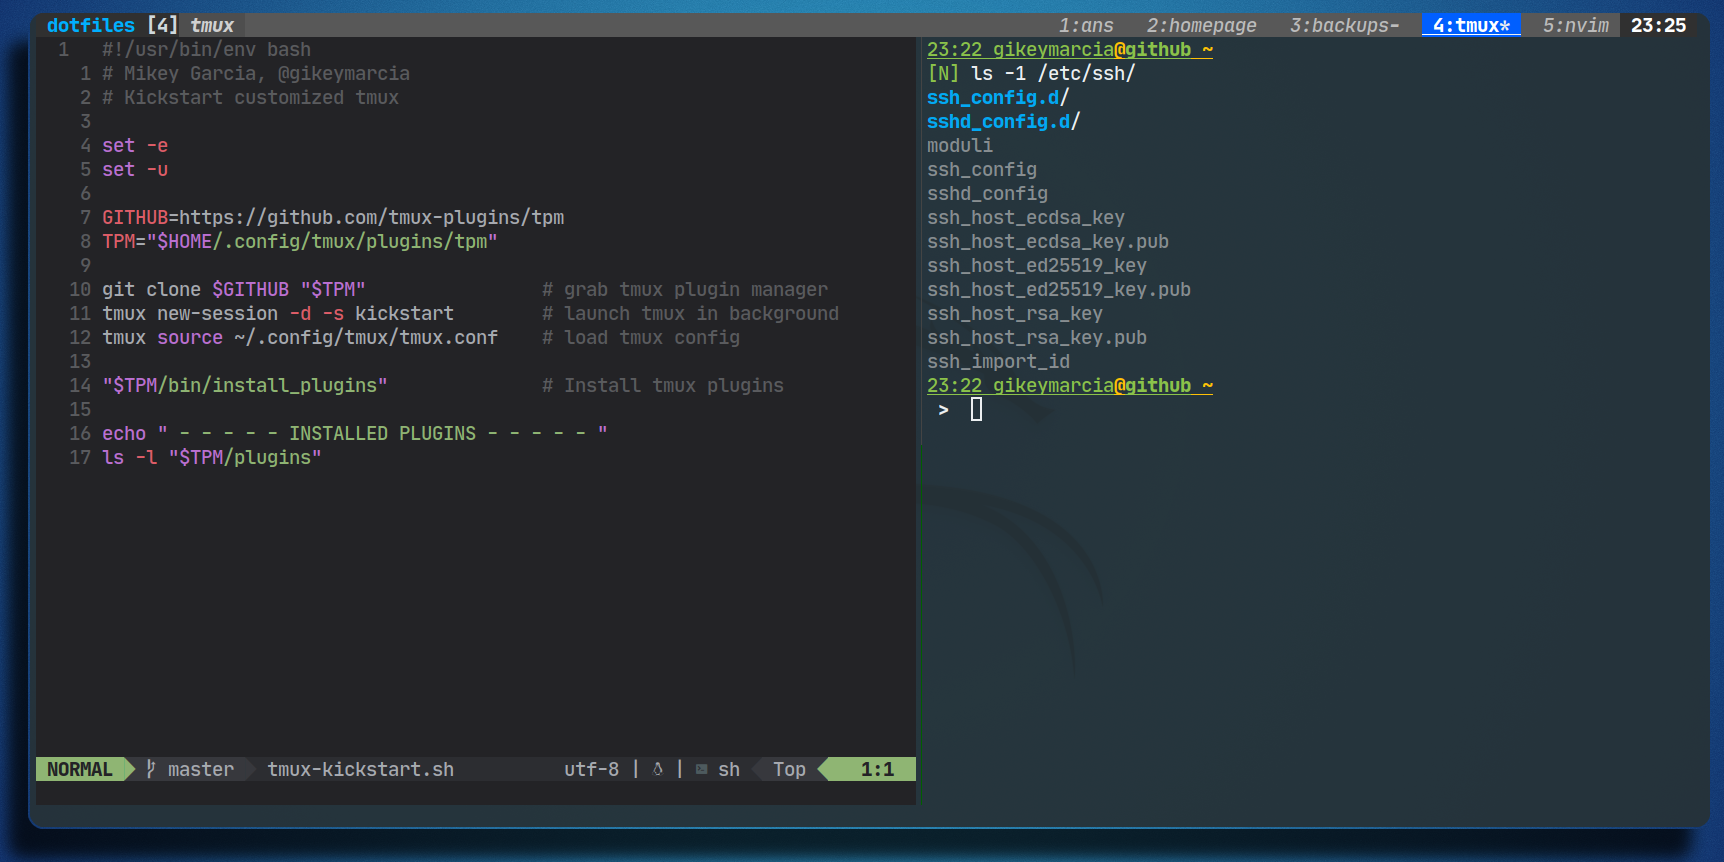 dotfiles [4] tmux 1:ans 2:homepage 3:backups- 4:tmux* 5:nvim 23:25
1 #!/usr/bin/env bash
1 # Mikey Garcia, @gikeymarcia
2 # Kickstart customized tmux
3
4 set -e
5 set -u
6
7 GITHUB=https://github.com/tmux-plugins/tpm
8 TPM="$HOME/.config/tmux/plugins/tpm"
9
10 git clone $GITHUB "$TPM" # grab tmux plugin manager
11 tmux new-session -d -s kickstart # launch tmux in background
12 tmux source ~/.config/tmux/tmux.conf # load tmux config
13
14 "$TPM/bin/install_plugins" # Install tmux plugins
15
16 echo " - - - - - INSTALLED PLUGINS - - - - - "
17 ls -l "$TPM/plugins"
NORMAL master tmux-kickstart.sh utf-8 | | sh Top 1:1
23:22 gikeymarcia@github ~
[N] ls -1 /etc/ssh/
ssh_config.d/
sshd_config.d/
moduli
ssh_config
sshd_config
ssh_host_ecdsa_key
ssh_host_ecdsa_key.pub
ssh_host_ed25519_key
ssh_host_ed25519_key.pub
ssh_host_rsa_key
ssh_host_rsa_key.pub
ssh_import_id
23:22 gikeymarcia@github ~
>